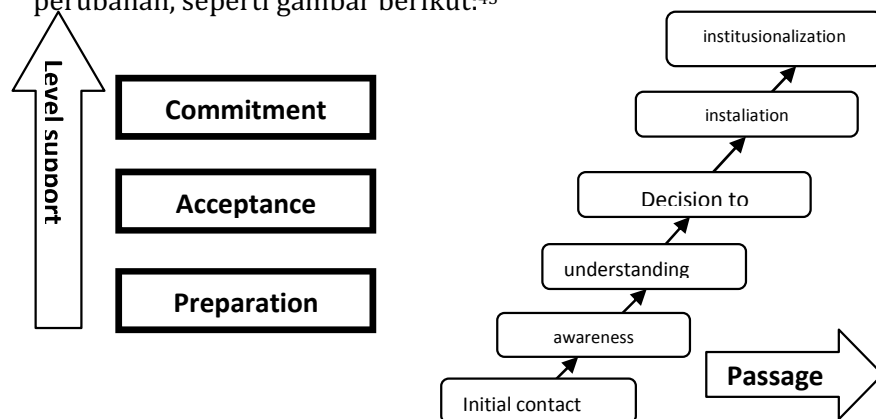 perubahan, seperti gambar berikut:⁴³
Level support
Commitment
Acceptance
Preparation
institusionalization
instaliation
Decision to
understanding
awareness
Initial contact
Passage